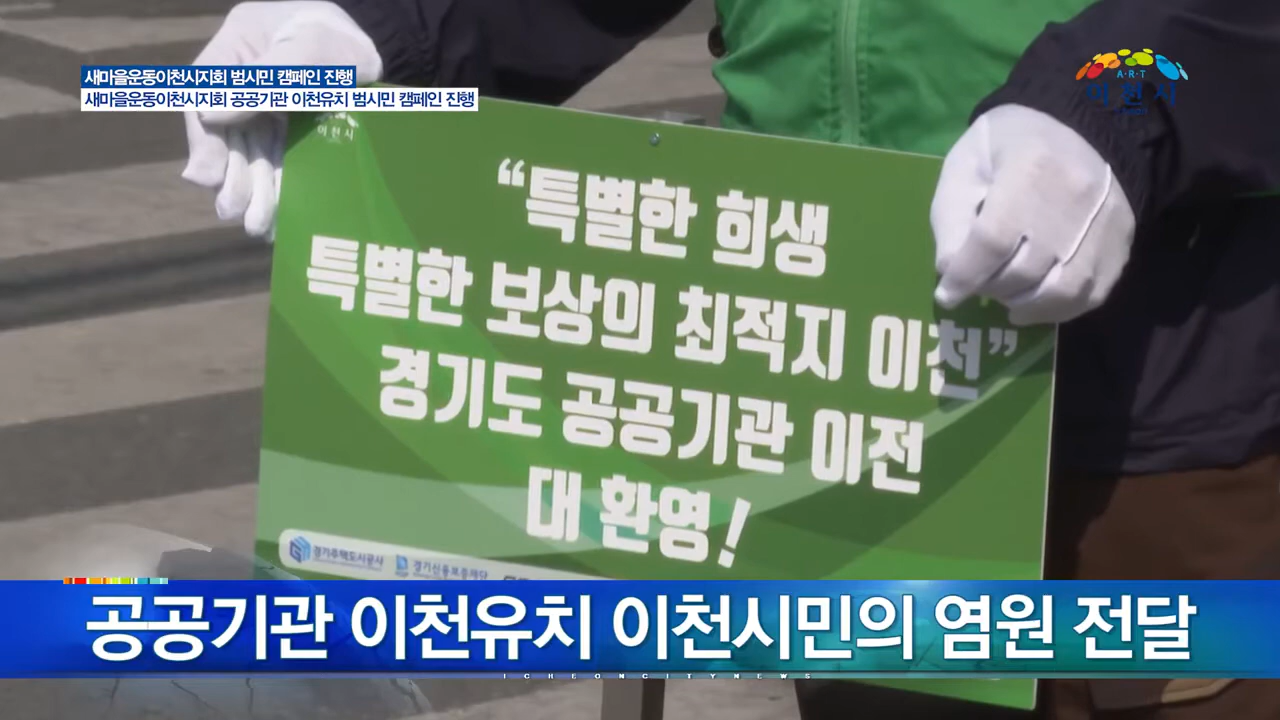 새마을운동이천시지회 범시민 캠페인 진행
새마을운동이천시지회 공공기관 이천유치 범시민 캠페인 진행
A·R·T
이천시
이천시
“특별한 희생
특별한 보상의 최적지 이천”
경기도 공공기관 이전
대 환영!
경기주택도시공사
경기신용보증재단
공공기관 이천유치 이천시민의 염원 전달
ICHEONCITYNEWS